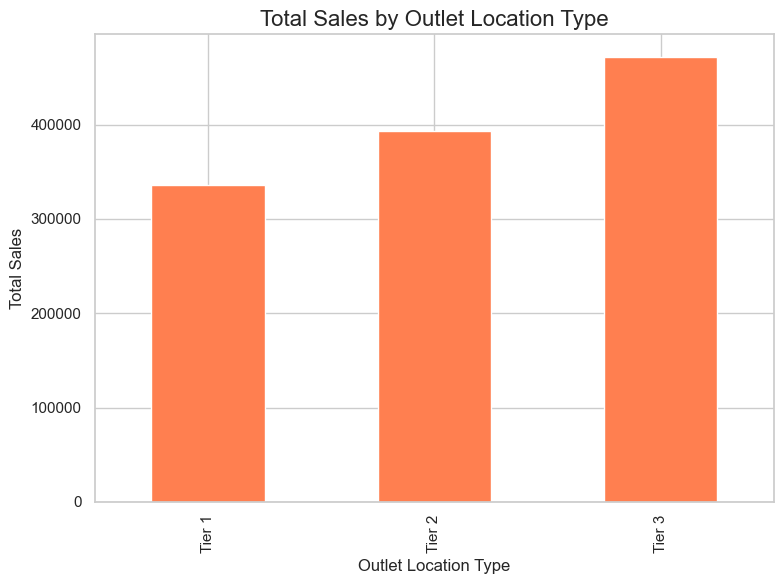 Total Sales by Outlet Location Type
Total Sales
400000
300000
200000
100000
0
Tier 1
Tier 2
Tier 3
Outlet Location Type